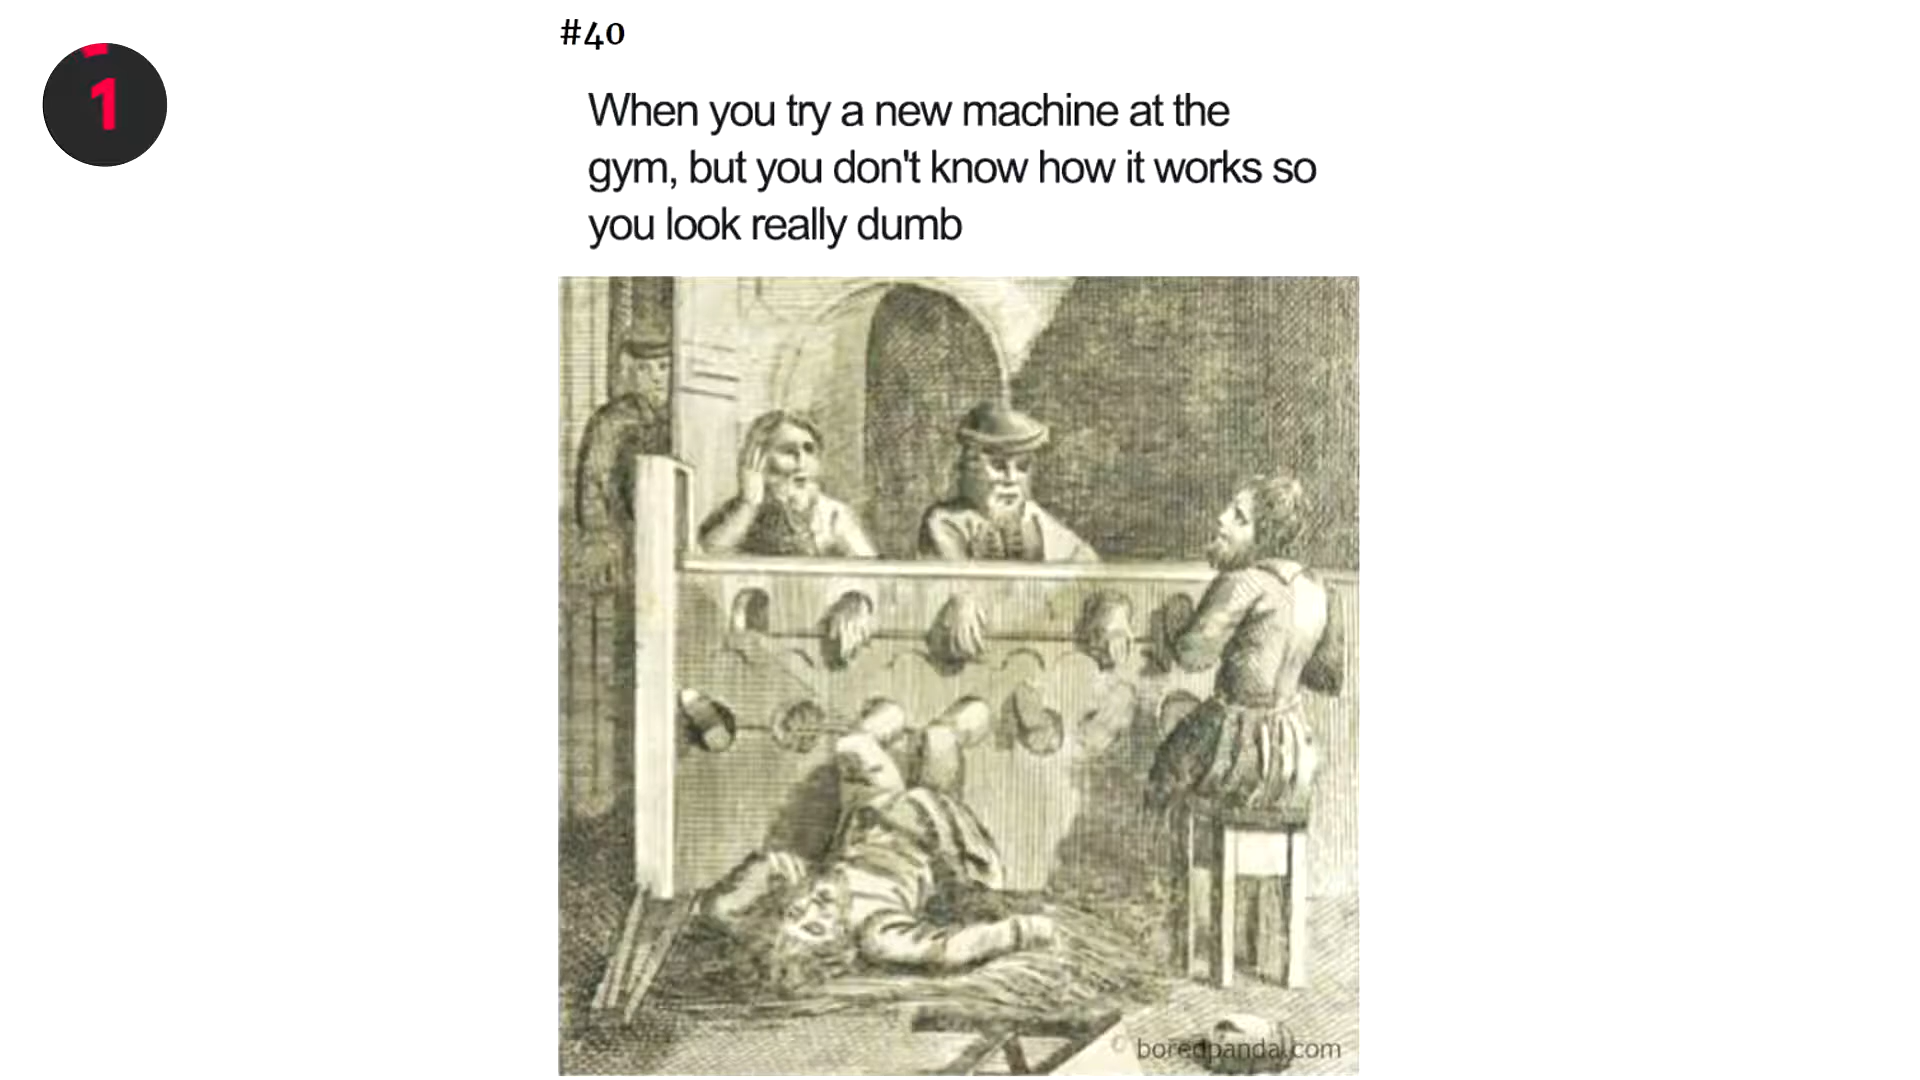 #40
1
When you try a new machine at the
gym, but you don't know how it works so
you look really dumb
© boredpanda.com